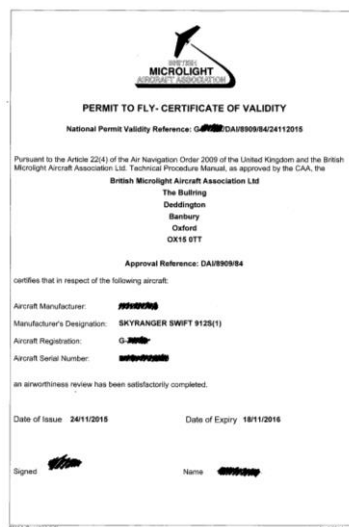 BRITISH
MICROLIGHT
AIRCRAFT ASSOCIATION
PERMIT TO FLY- CERTIFICATE OF VALIDITY
National Permit Validity Reference: G- /DAI/8909/84/24112015
Pursuant to the Article 22(4) of the Air Navigation Order 2009 of the United Kingdom and the British
Microlight Aircraft Association Ltd. Technical Procedure Manual, as approved by the CAA, the
British Microlight Aircraft Association Ltd
The Bullring
Deddington
Banbury
Oxford
OX15 0TT
Approval Reference: DAI/8909/84
certifies that in respect of the following aircraft:
Aircraft Manufacturer:
Manufacturer's Designation: SKYRANGER SWIFT 912S(1)
Aircraft Registration: G-
Aircraft Serial Number:
an airworthiness review has been satisfactorily completed.
Date of Issue 24/11/2015 Date of Expiry 18/11/2016
Signed Name